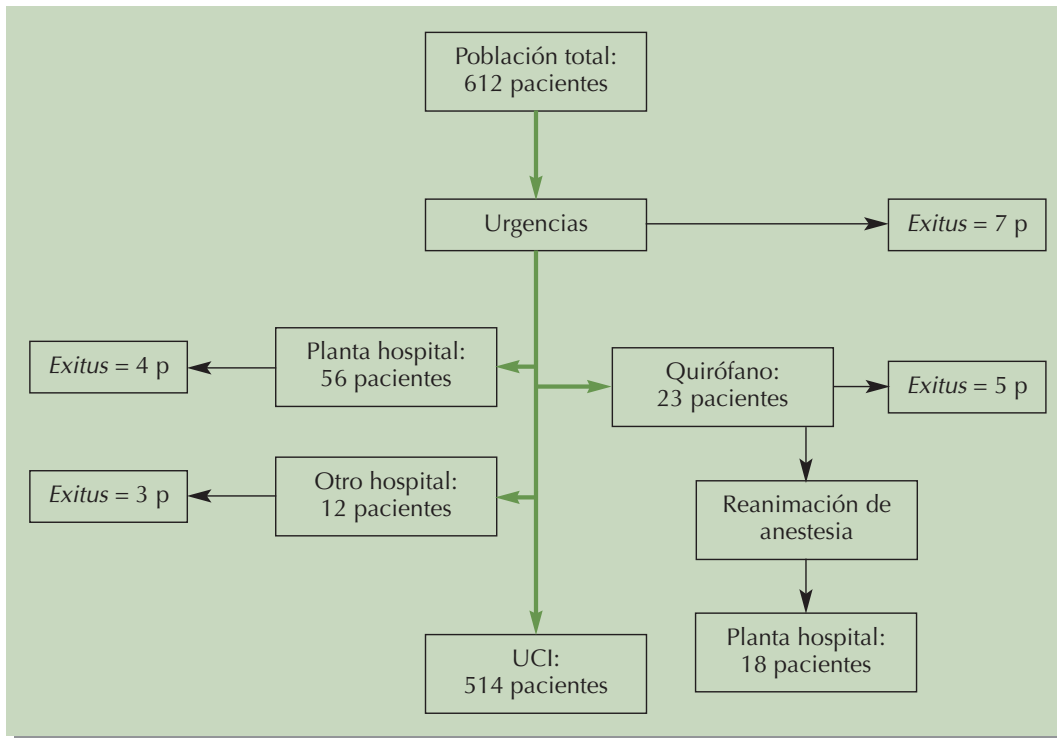 Población total:
612 pacientes
Urgencias
Exitus = 7 p
Planta hospital:
56 pacientes
Exitus = 4 p
Quirófano:
23 pacientes
Exitus = 5 p
Otro hospital:
12 pacientes
Exitus = 3 p
Reanimación de
anestesia
UCI:
514 pacientes
Planta hospital:
18 pacientes